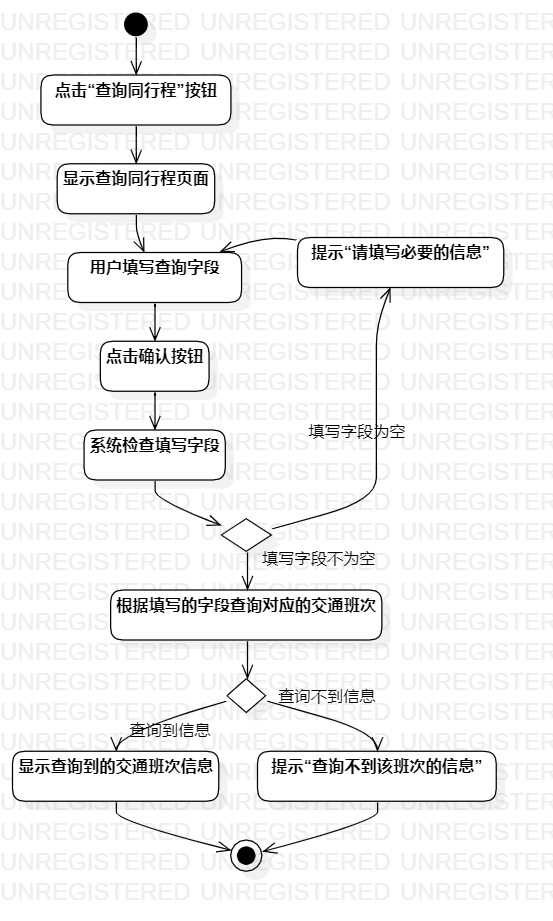 点击“查询同行程”按钮
显示查询同行程页面
提示“请填写必要的信息”
用户填写查询字段
点击确认按钮
填写字段为空
系统检查填写字段
填写字段不为空
根据填写的字段查询对应的交通班次
查询不到信息
查询到信息
显示查询到的交通班次信息
提示“查询不到该班次的信息”
UNREGISTERED